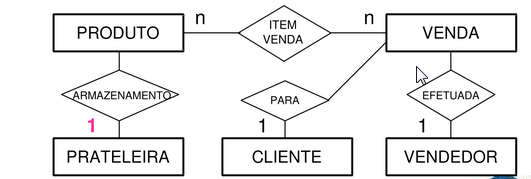 PRODUTO
n
ITEM
VENDA
n
VENDA
ARMAZENAMENTO
PARA
EFETUADA
1
1
1
PRATELEIRA
CLIENTE
VENDEDOR